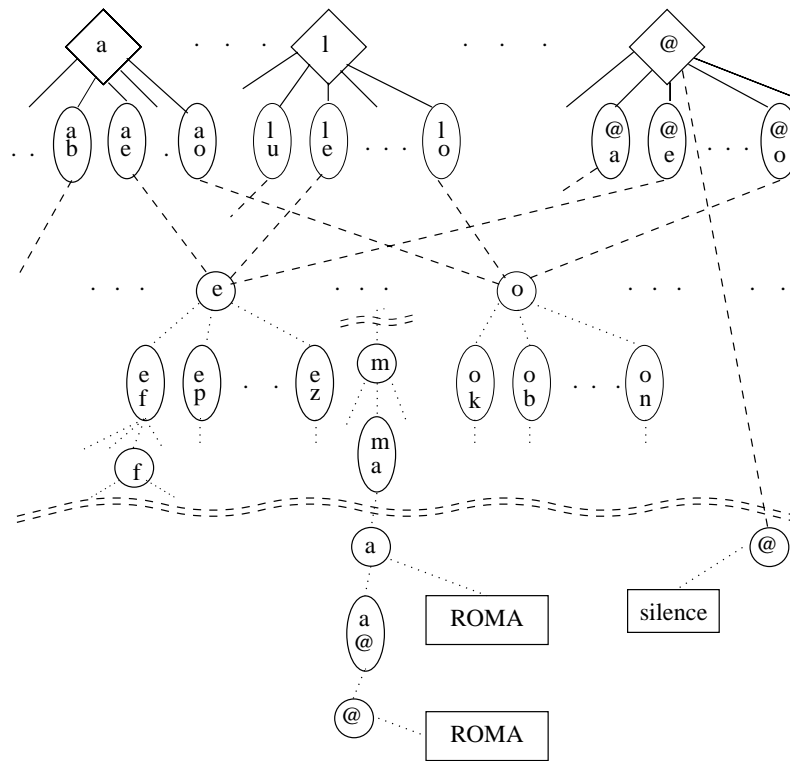 a l @
a b a e a o l u l e l o @ a @ e @ o
e o
m
e f e p e z o k o b o n
m a
f
a @
ROMA silence
a @
@ ROMA